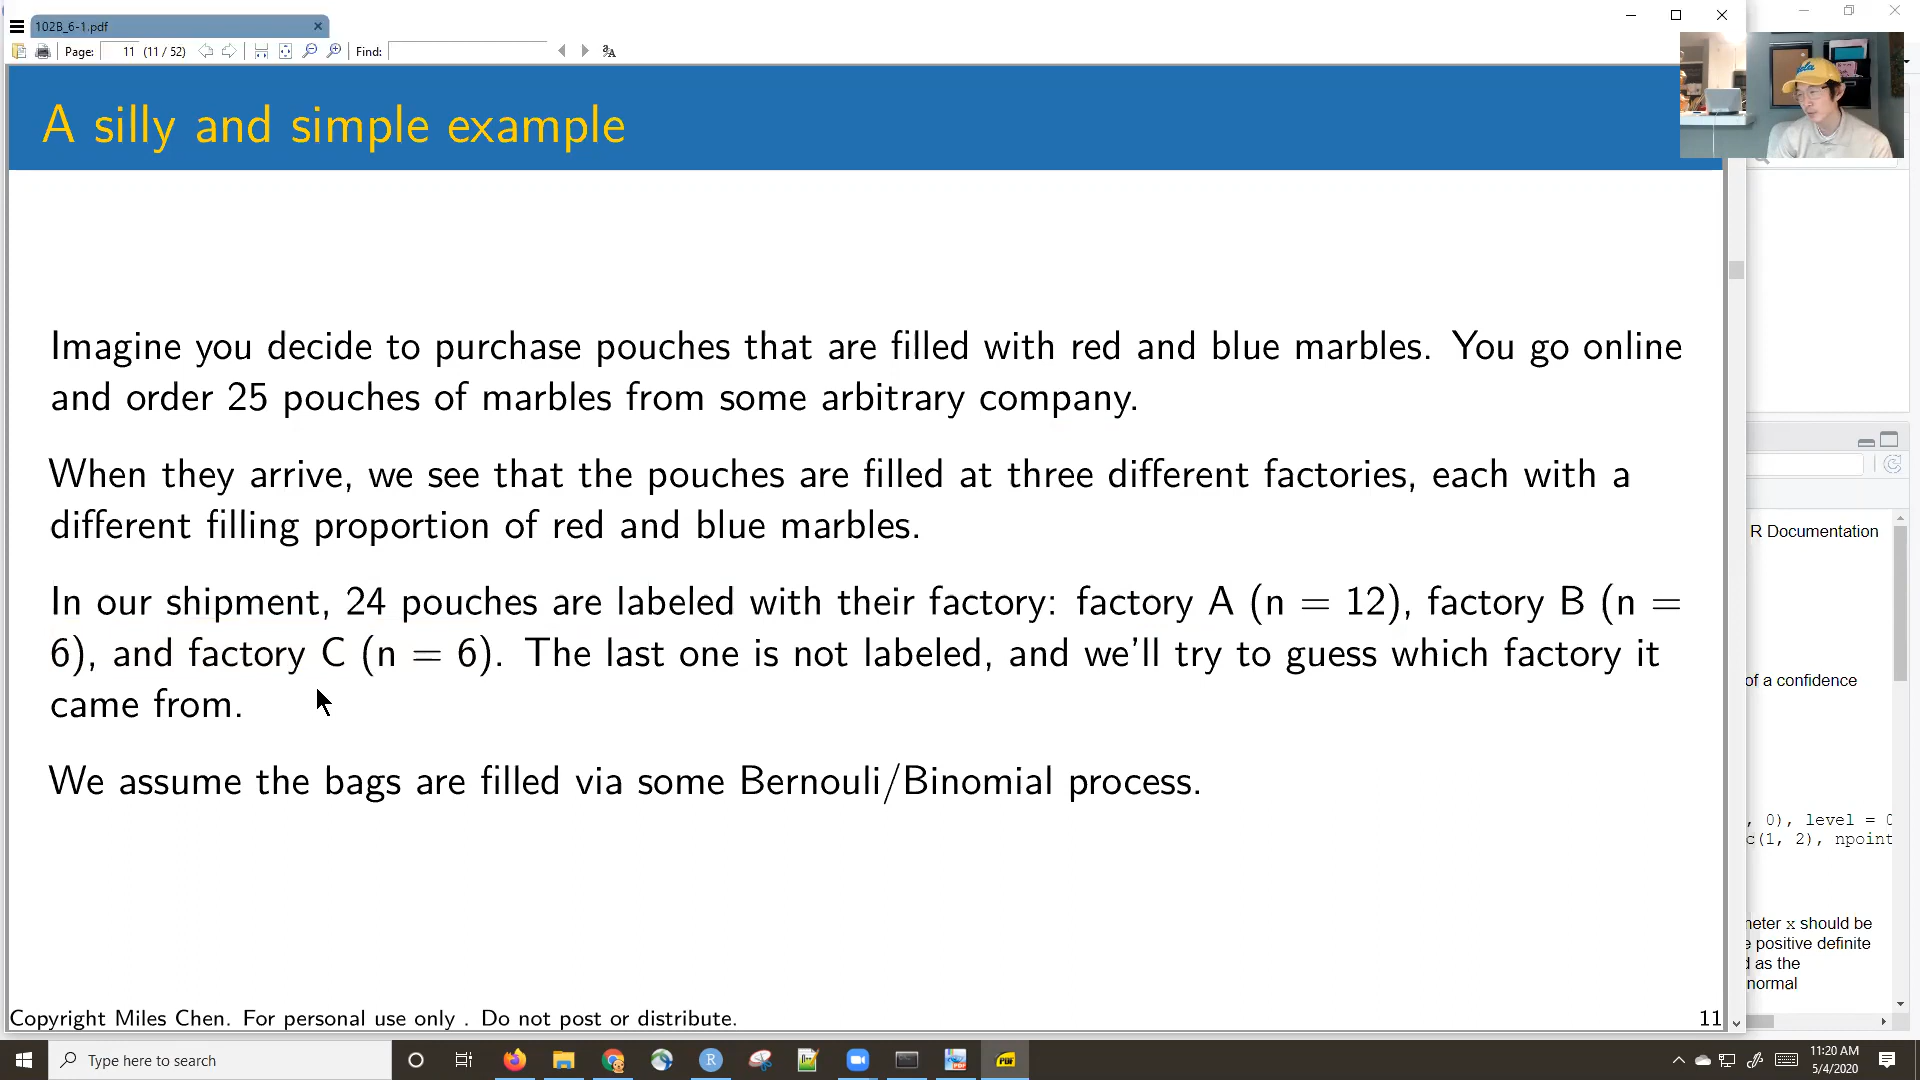 102B_6-1.pdf
Page: 11 (11 / 52) Find:
A silly and simple example
Imagine you decide to purchase pouches that are filled with red and blue marbles. You go online
and order 25 pouches of marbles from some arbitrary company.
When they arrive, we see that the pouches are filled at three different factories, each with a
different filling proportion of red and blue marbles.
In our shipment, 24 pouches are labeled with their factory: factory A (n = 12), factory B (n =
6), and factory C (n = 6). The last one is not labeled, and we'll try to guess which factory it
came from.
We assume the bags are filled via some Bernouli/Binomial process.
Copyright Miles Chen. For personal use only . Do not post or distribute.
11
R Documentation
of a confidence
, 0), level = 0
c(1, 2), npoint
neter x should be
e positive definite
d as the
normal
Type here to search
11:20 AM
5/4/2020